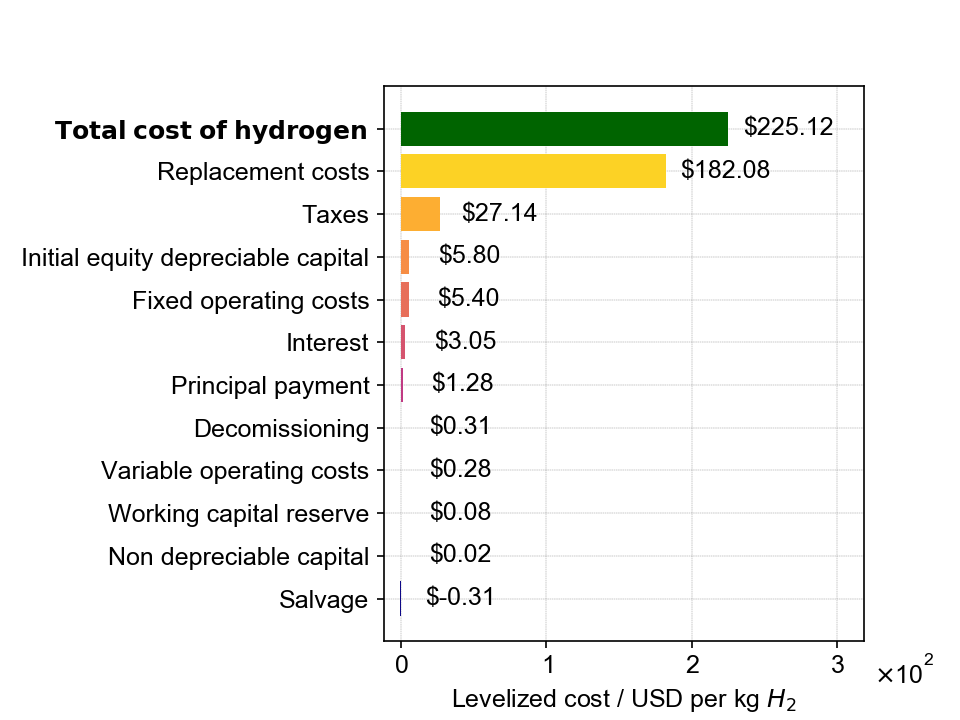 Total cost of hydrogen $225.12
Replacement costs $182.08
Taxes $27.14
Initial equity depreciable capital $5.80
Fixed operating costs $5.40
Interest $3.05
Principal payment $1.28
Decomissioning $0.31
Variable operating costs $0.28
Working capital reserve $0.08
Non depreciable capital $0.02
Salvage $-0.31
0 1 2 3 ×10²
Levelized cost / USD per kg H₂